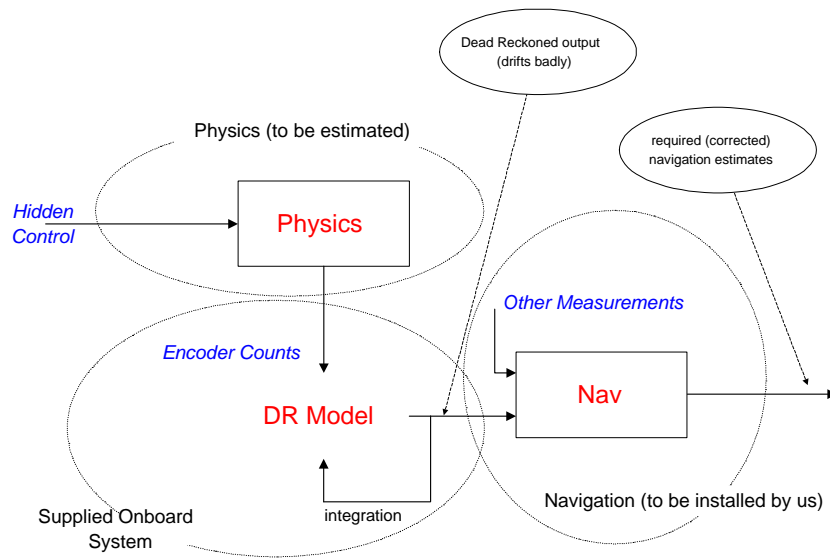 Dead Reckoned output
(drifts badly)
Physics (to be estimated)
required (corrected)
navigation estimates
Hidden
Control
Physics
Other Measurements
Encoder Counts
Nav
DR Model
integration
Navigation (to be installed by us)
Supplied Onboard
System